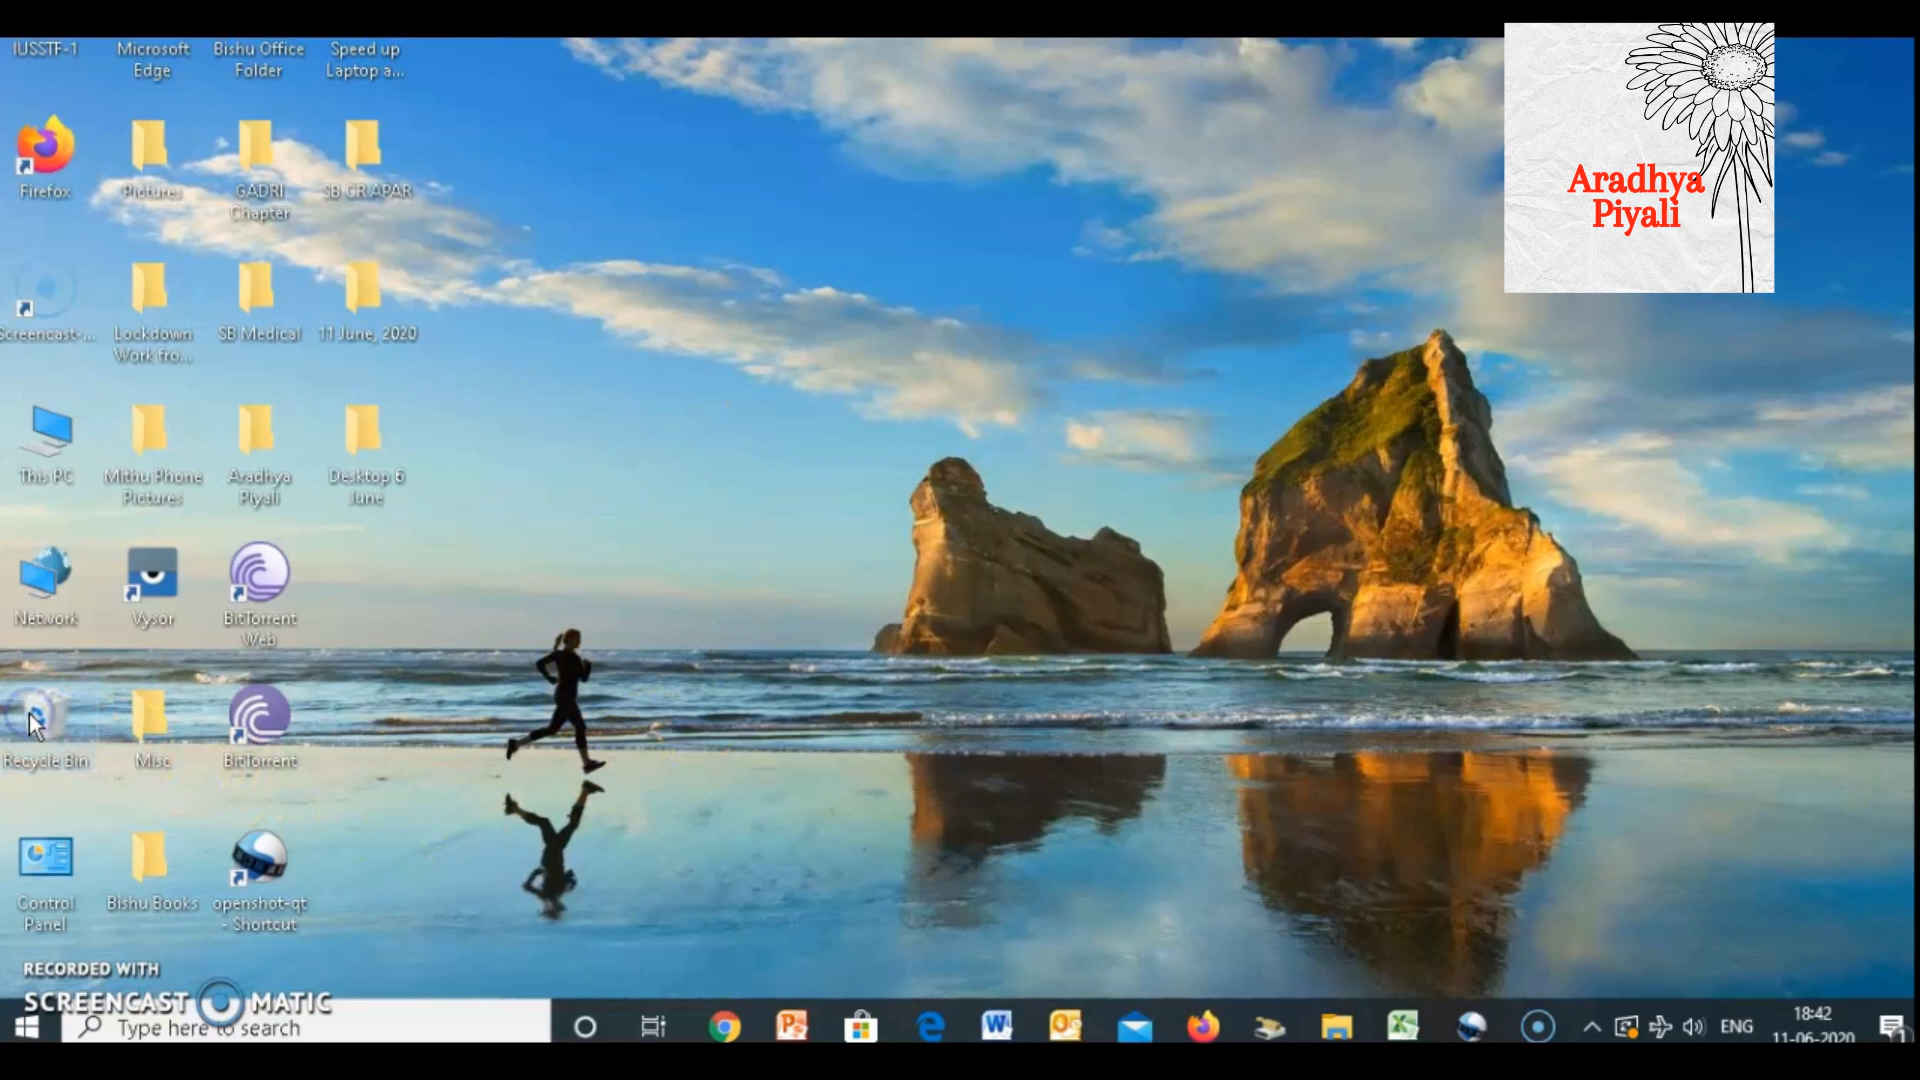 IUSSTF-1
Microsoft
Edge
Bishu Office
Folder
Speed up
Laptop a...
Aradhya
Piyali
Firefox
Pictures
GADRI
Chapter
SB CR APAR
Screencast-...
Lockdown
Work fro...
SB Medical
11 June, 2020
This PC
Mithu Phone
Pictures
Aradhya
Piyali
Desktop 6
June
Network
Vysor
BitTorrent
Web
Recycle Bin
Misc
BitTorrent
Control
Panel
Bishu Books
openshot-qt
- Shortcut
RECORDED WITH
SCREENCAST MATIC
Type here to search
ENG
18:42
11-06-2020